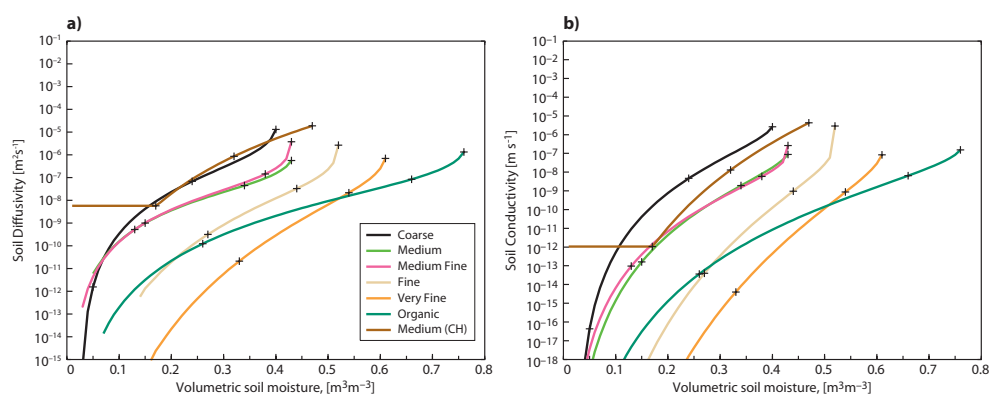 a)
10⁻¹
10⁻²
10⁻³
10⁻⁴
10⁻⁵
10⁻⁶
10⁻⁷
10⁻⁸
10⁻⁹
10⁻¹⁰
10⁻¹¹
10⁻¹²
10⁻¹³
10⁻¹⁴
10⁻¹⁵
Soil Diffusivity [m²s⁻¹]
0 0.1 0.2 0.3 0.4 0.5 0.6 0.7 0.8
Volumetric soil moisture, [m³m⁻³]
Coarse
Medium
Medium Fine
Fine
Very Fine
Organic
Medium (CH)
b)
10⁻¹
10⁻²
10⁻³
10⁻⁴
10⁻⁵
10⁻⁶
10⁻⁷
10⁻⁸
10⁻⁹
10⁻¹⁰
10⁻¹¹
10⁻¹²
10⁻¹³
10⁻¹⁴
10⁻¹⁵
10⁻¹⁶
10⁻¹⁷
10⁻¹⁸
Soil Conductivity [m s⁻¹]
0 0.1 0.2 0.3 0.4 0.5 0.6 0.7 0.8
Volumetric soil moisture, [m³m⁻³]